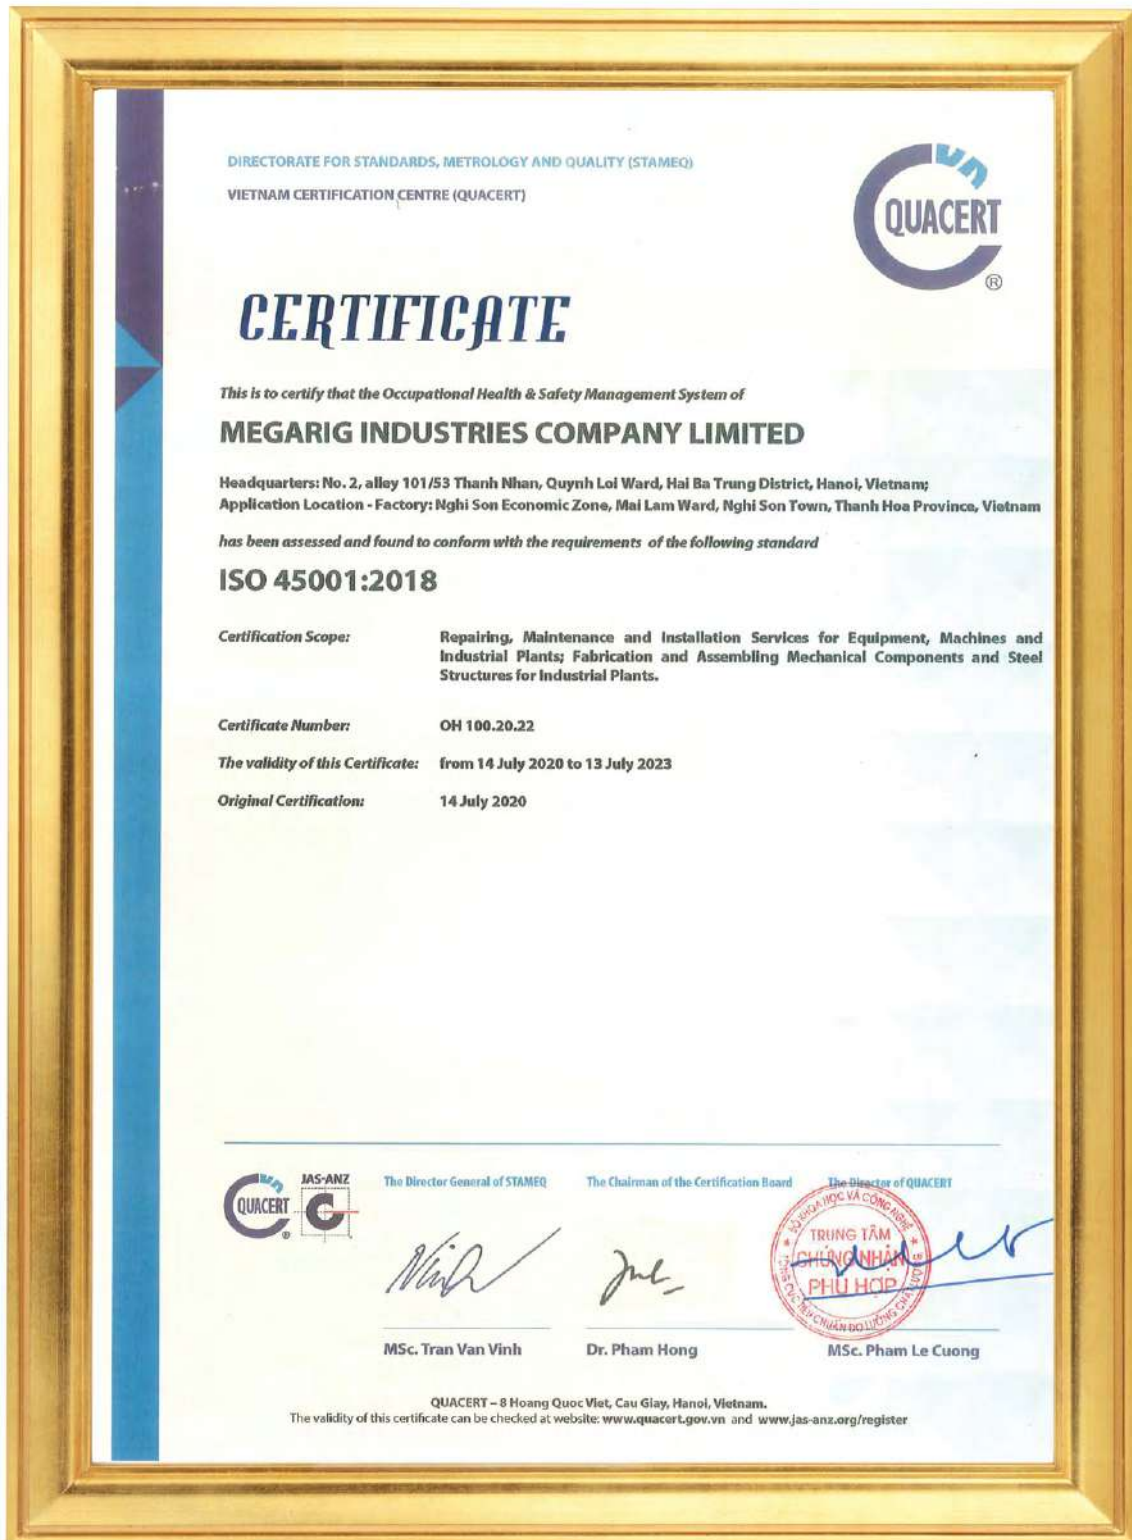 DIRECTORATE FOR STANDARDS, METROLOGY AND QUALITY (STAMEQ)
VIETNAM CERTIFICATION CENTRE (QUACERT)
QUACERT
®
CERTIFICATE
This is to certify that the Occupational Health & Safety Management System of
MEGARIG INDUSTRIES COMPANY LIMITED
Headquarters: No. 2, alley 101/53 Thanh Nhan, Quynh Loi Ward, Hai Ba Trung District, Hanoi, Vietnam;
Application Location - Factory: Nghi Son Economic Zone, Mai Lam Ward, Nghi Son Town, Thanh Hoa Province, Vietnam
has been assessed and found to conform with the requirements of the following standard
ISO 45001:2018
Certification Scope: Repairing, Maintenance and Installation Services for Equipment, Machines and
Industrial Plants; Fabrication and Assembling Mechanical Components and Steel
Structures for Industrial Plants.
Certificate Number: OH 100.20.22
The validity of this Certificate: from 14 July 2020 to 13 July 2023
Original Certification: 14 July 2020
QUACERT
®
JAS-ANZ
The Director General of STAMEQ
The Chairman of the Certification Board
The Director of QUACERT
BỘ KHOA HỌC VÀ CÔNG NGHỆ
TRUNG TÂM
CHỨNG NHẬN
PHÙ HỢP
MSc. Tran Van Vinh
Dr. Pham Hong
MSc. Pham Le Cuong
QUACERT – 8 Hoang Quoc Viet, Cau Giay, Hanoi, Vietnam.
The validity of this certificate can be checked at website: www.quacert.gov.vn and www.jas-anz.org/register